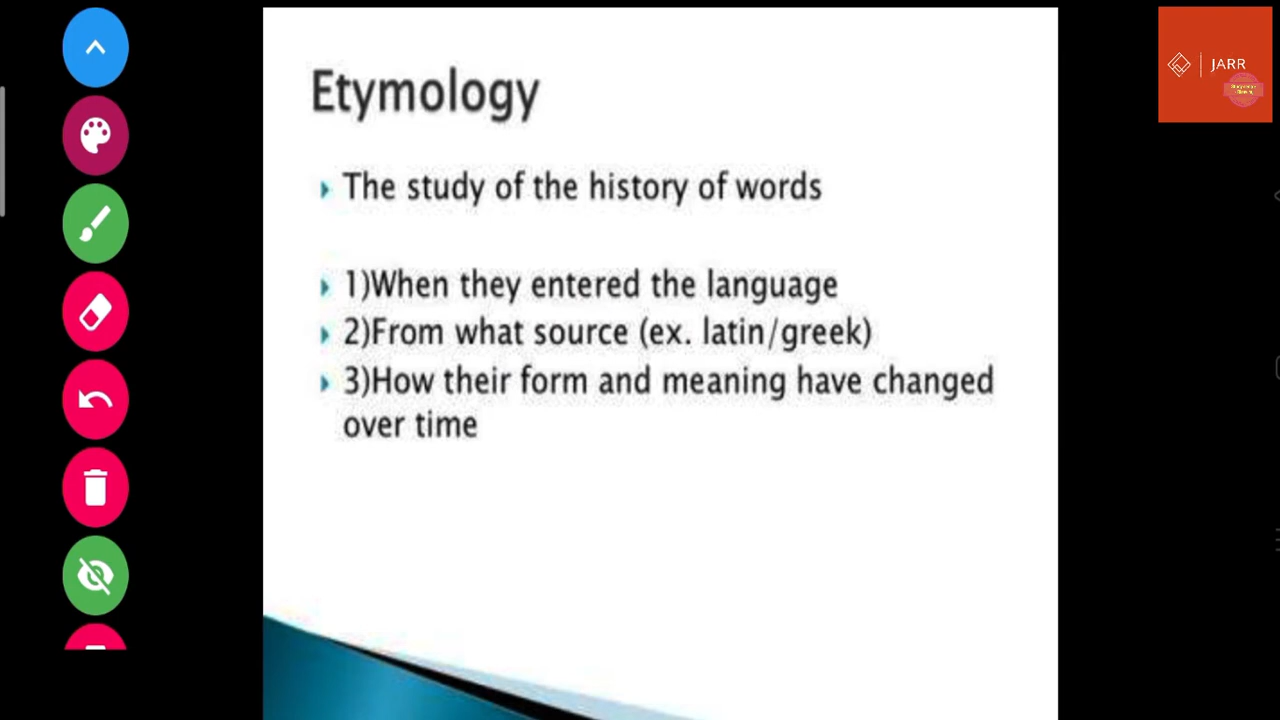 Etymology
The study of the history of words
1)When they entered the language
2)From what source (ex. latin/greek)
3)How their form and meaning have changed
over time
JARR